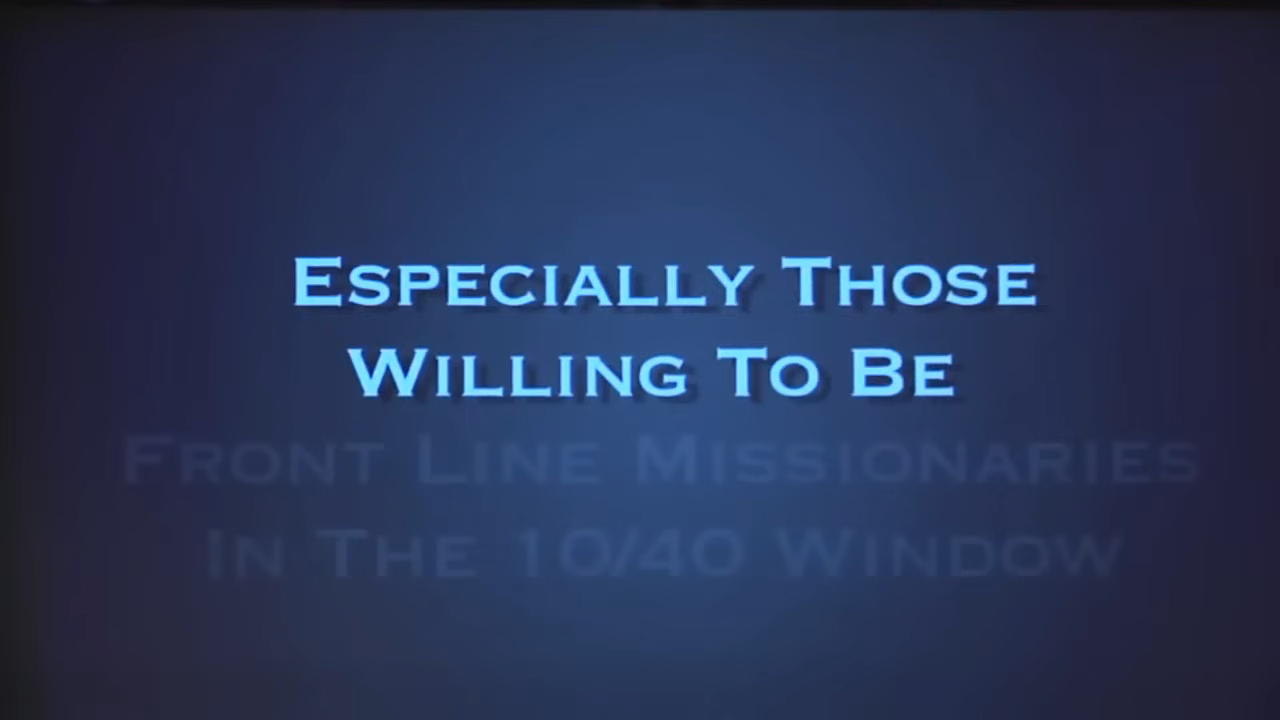 Especially Those
Willing To Be
Front Line Missionaries
In The 10/40 Window